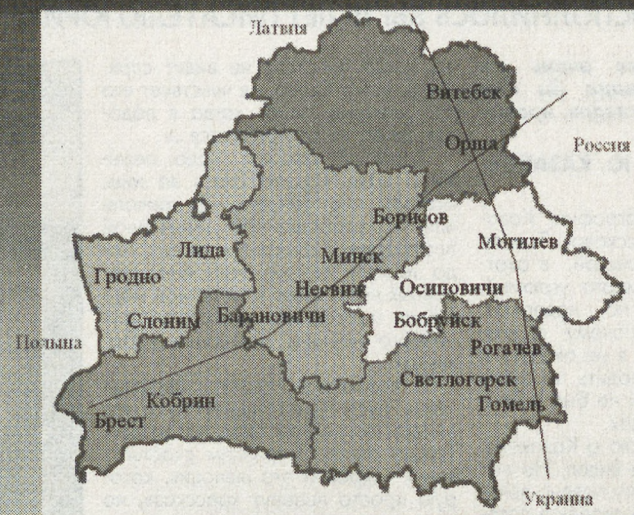 Латвия
Витебск
Орша
Россия
Борисов
Могилев
Лида
Минск
Гродно
Несвиж
Осиповичи
Слоним
Барановичи
Бобруйск
Польша
Рогачев
Светлогорск
Кобрин
Гомель
Брест
Украина